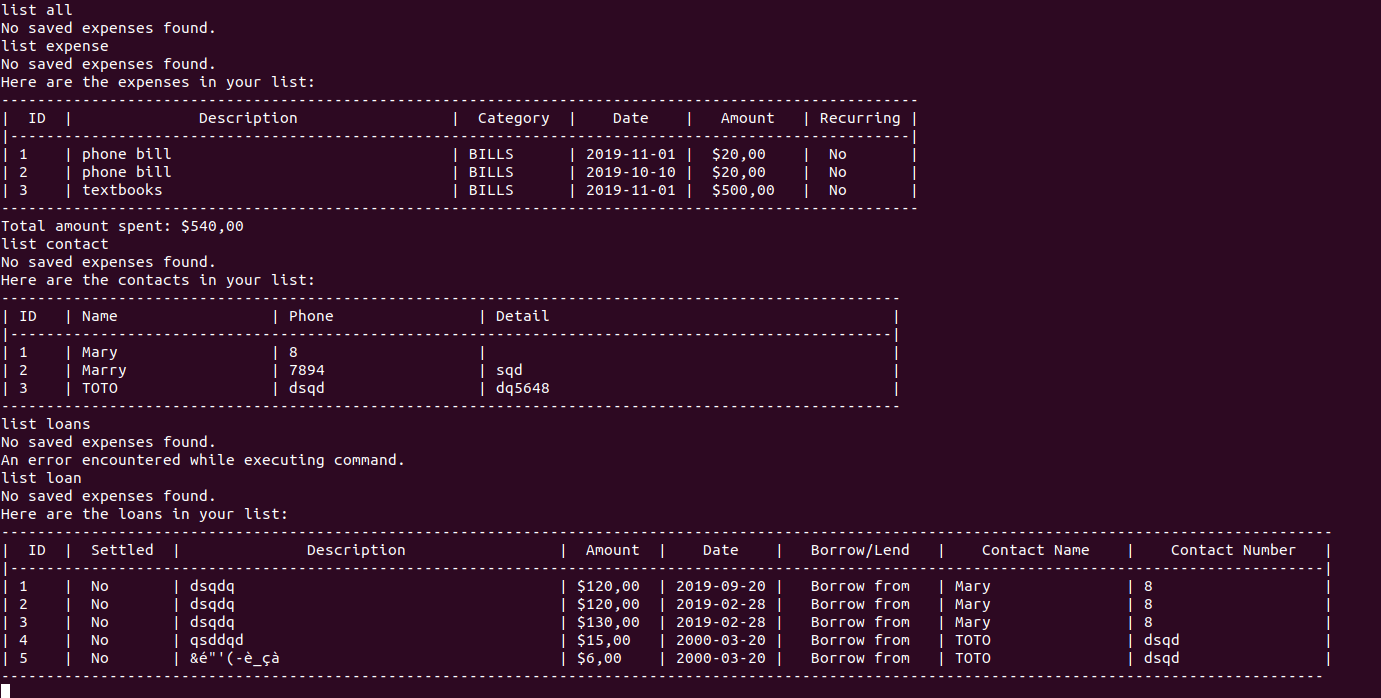 list all
No saved expenses found.
list expense
No saved expenses found.
Here are the expenses in your list:
------------------------------------------------------------------------------------------------------
|  ID  |              Description                 |  Category  |    Date    |   Amount   | Recurring |
|----------------------------------------------------------------------------------------------------|
| 1    | phone bill                               | BILLS      | 2019-11-01 |  $20,00    |  No       |
| 2    | phone bill                               | BILLS      | 2019-10-10 |  $20,00    |  No       |
| 3    | textbooks                                | BILLS      | 2019-11-01 |  $500,00   |  No       |
------------------------------------------------------------------------------------------------------
Total amount spent: $540,00
list contact
No saved expenses found.
Here are the contacts in your list:
----------------------------------------------------------------------------------------------------
| ID   | Name                 | Phone                | Detail                                      |
|--------------------------------------------------------------------------------------------------|
| 1    | Mary                 | 8                    |                                             |
| 2    | Marry                | 7894                 | sqd                                         |
| 3    | TOTO                 | dsqd                 | dq5648                                      |
----------------------------------------------------------------------------------------------------
list loans
No saved expenses found.
An error encountered while executing command.
list loan
No saved expenses found.
Here are the loans in your list:
----------------------------------------------------------------------------------------------------------------------------------------------------
|  ID  |  Settled  |              Description                 |  Amount  |    Date    |   Borrow/Lend   |    Contact Name    |    Contact Number   |
|--------------------------------------------------------------------------------------------------------------------------------------------------|
| 1    |  No       | dsqdq                                    | $120,00  | 2019-09-20 |   Borrow from   | Mary               | 8                   |
| 2    |  No       | dsqdq                                    | $120,00  | 2019-02-28 |   Borrow from   | Mary               | 8                   |
| 3    |  No       | dsqdq                                    | $130,00  | 2019-02-28 |   Borrow from   | Mary               | 8                   |
| 4    |  No       | qsddqd                                   | $15,00   | 2000-03-20 |   Borrow from   | TOTO               | dsqd                |
| 5    |  No       | &é"'(-è_çà                               | $6,00    | 2000-03-20 |   Borrow from   | TOTO               | dsqd                |
---------------------------------------------------------------------------------------------------------------------------------------------------